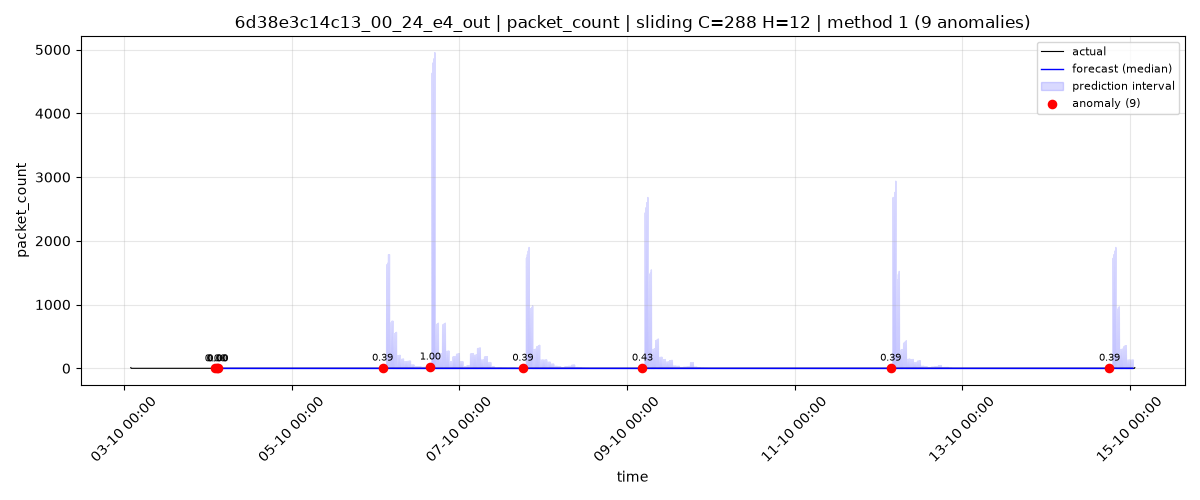 6d38e3c14c13_00_24_e4_out | packet_count | sliding C=288 H=12 | method 1 (9 anomalies)
actual
forecast (median)
prediction interval
anomaly (9)
5000
4000
3000
2000
1000
0
packet_count
0.39
1.00
0.39
0.43
0.39
0.39
03-10 00:00
05-10 00:00
07-10 00:00
09-10 00:00
11-10 00:00
13-10 00:00
15-10 00:00
time